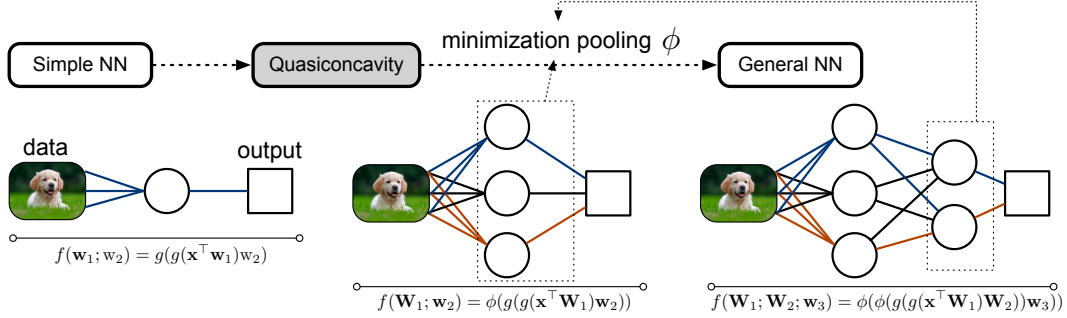 minimization pooling ϕ
Simple NN
Quasiconcavity
General NN
data
output
f(w₁; w₂) = g(g(x⊤w₁)w₂)
f(W₁; w₂) = ϕ(g(g(x⊤W₁)w₂))
f(W₁; W₂; w₃) = ϕ(ϕ(g(g(x⊤W₁)W₂))w₃))